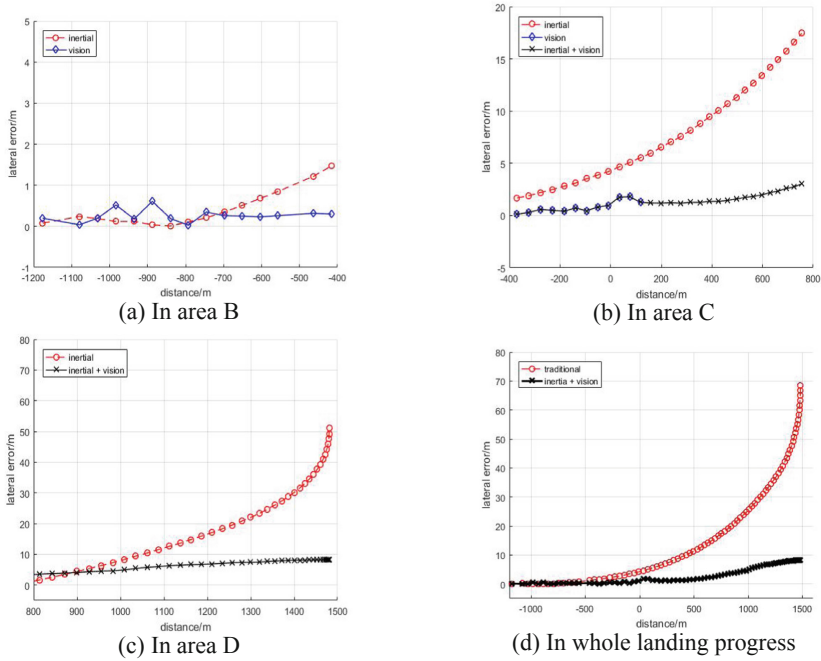 5
4
3
2
1
0
-1
lateral error/m
inertial
vision
-1200 -1100 -1000 -900 -800 -700 -600 -500 -400
distance/m
(a) In area B
20
15
10
5
0
-5
lateral error/m
inertial
vision
inertial + vision
-400 -200 0 200 400 600 800
distance/m
(b) In area C
80
70
60
50
40
30
20
10
0
lateral error/m
inertial
inertial + vision
800 900 1000 1100 1200 1300 1400 1500
distance/m
(c) In area D
80
70
60
50
40
30
20
10
0
lateral error/m
traditional
inertia + vision
-1000 -500 0 500 1000 1500
distance/m
(d) In whole landing progress